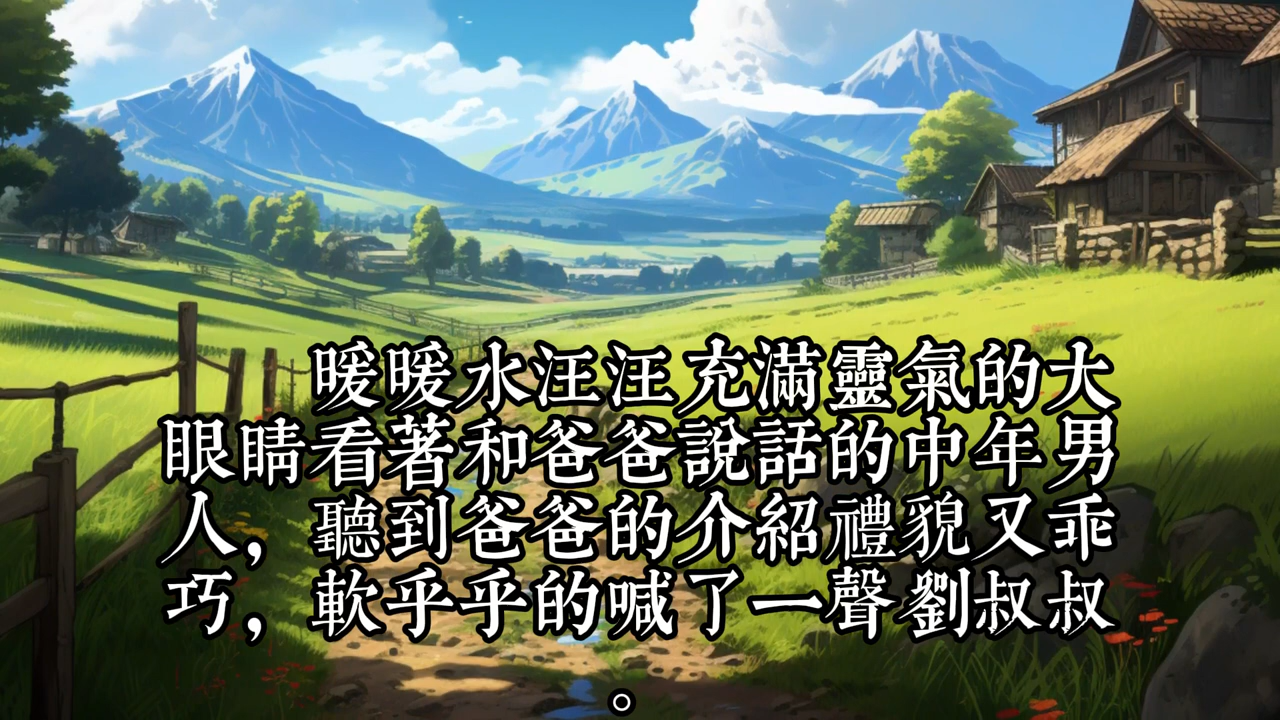 暖暖水汪汪充滿靈氣的大
眼睛看著和爸爸說話的中年男
人，聽到爸爸的介紹禮貌又乖
巧，軟乎乎的喊了一聲劉叔叔
。